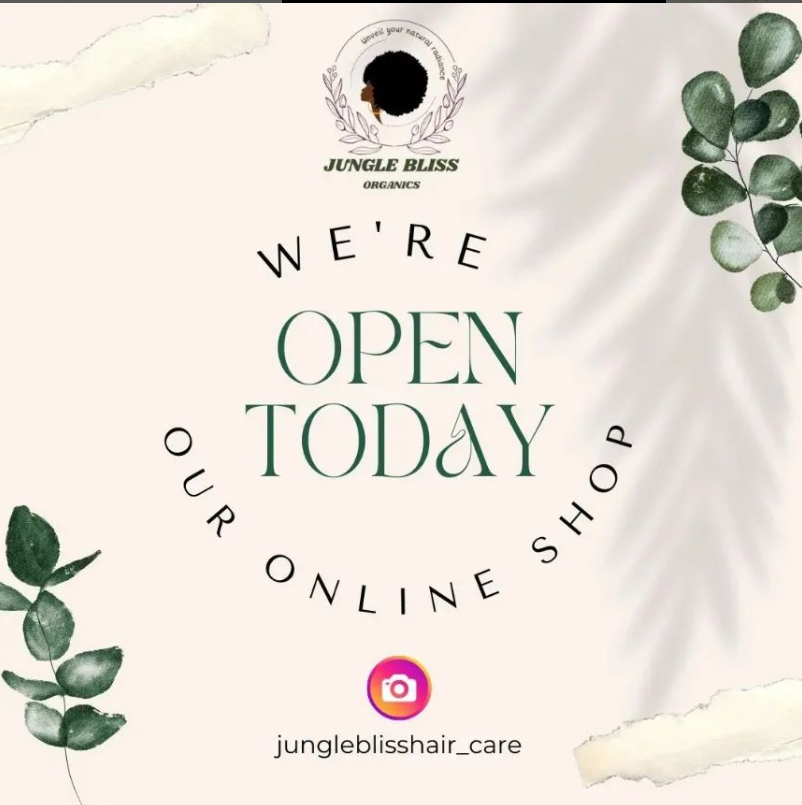 Unveil your natural radiance
JUNGLE BLISS
ORGANICS
WE'RE
OPEN
TODAY
OUR ONLINE SHOP
jungleblisshair_care